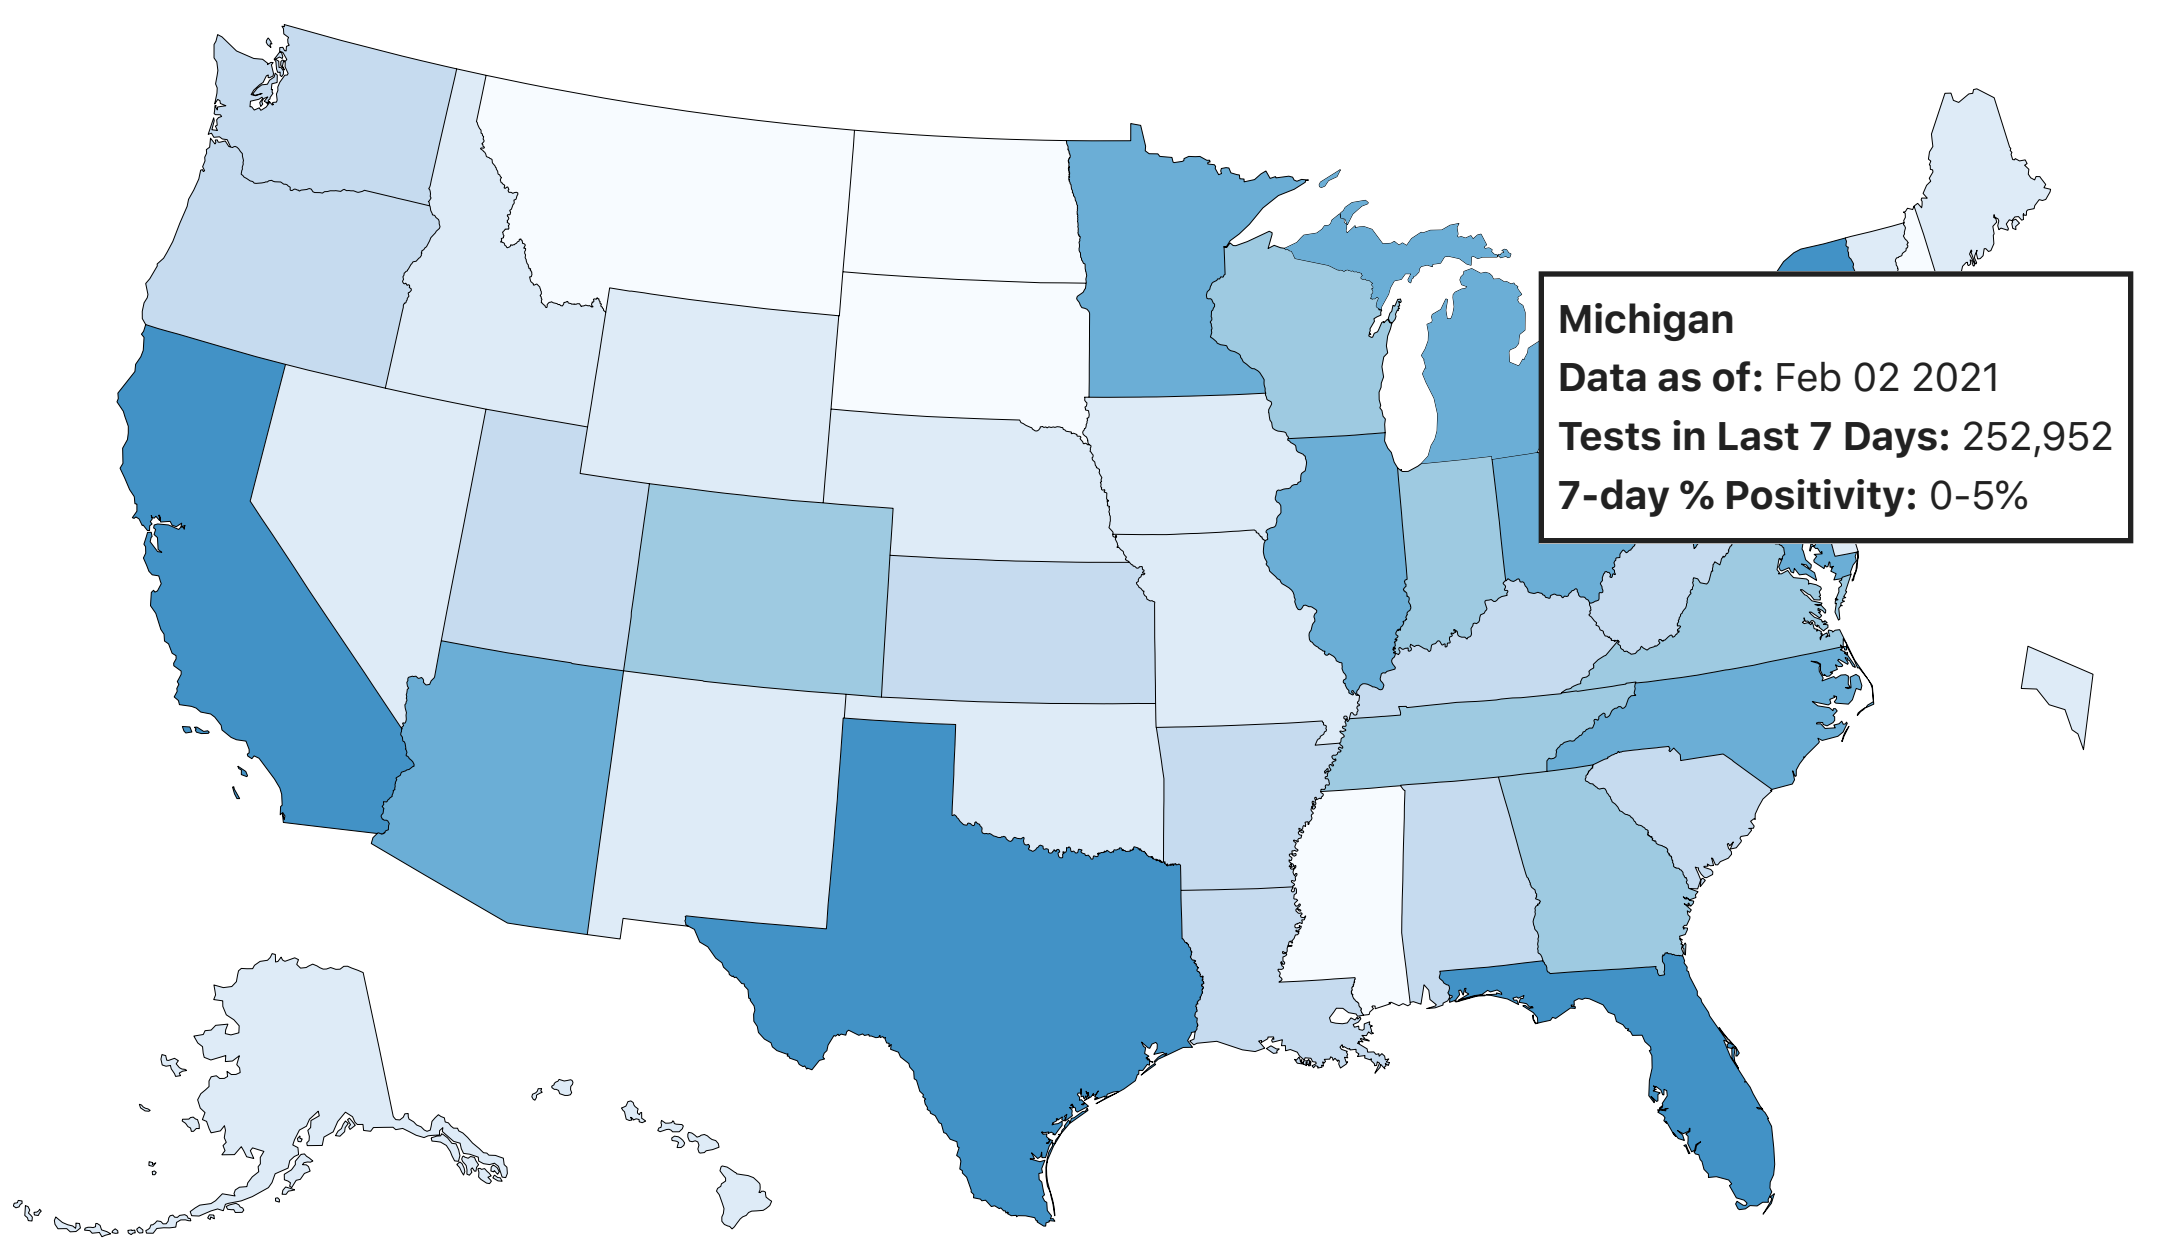 Michigan
Data as of: Feb 02 2021
Tests in Last 7 Days: 252,952
7-day % Positivity: 0-5%